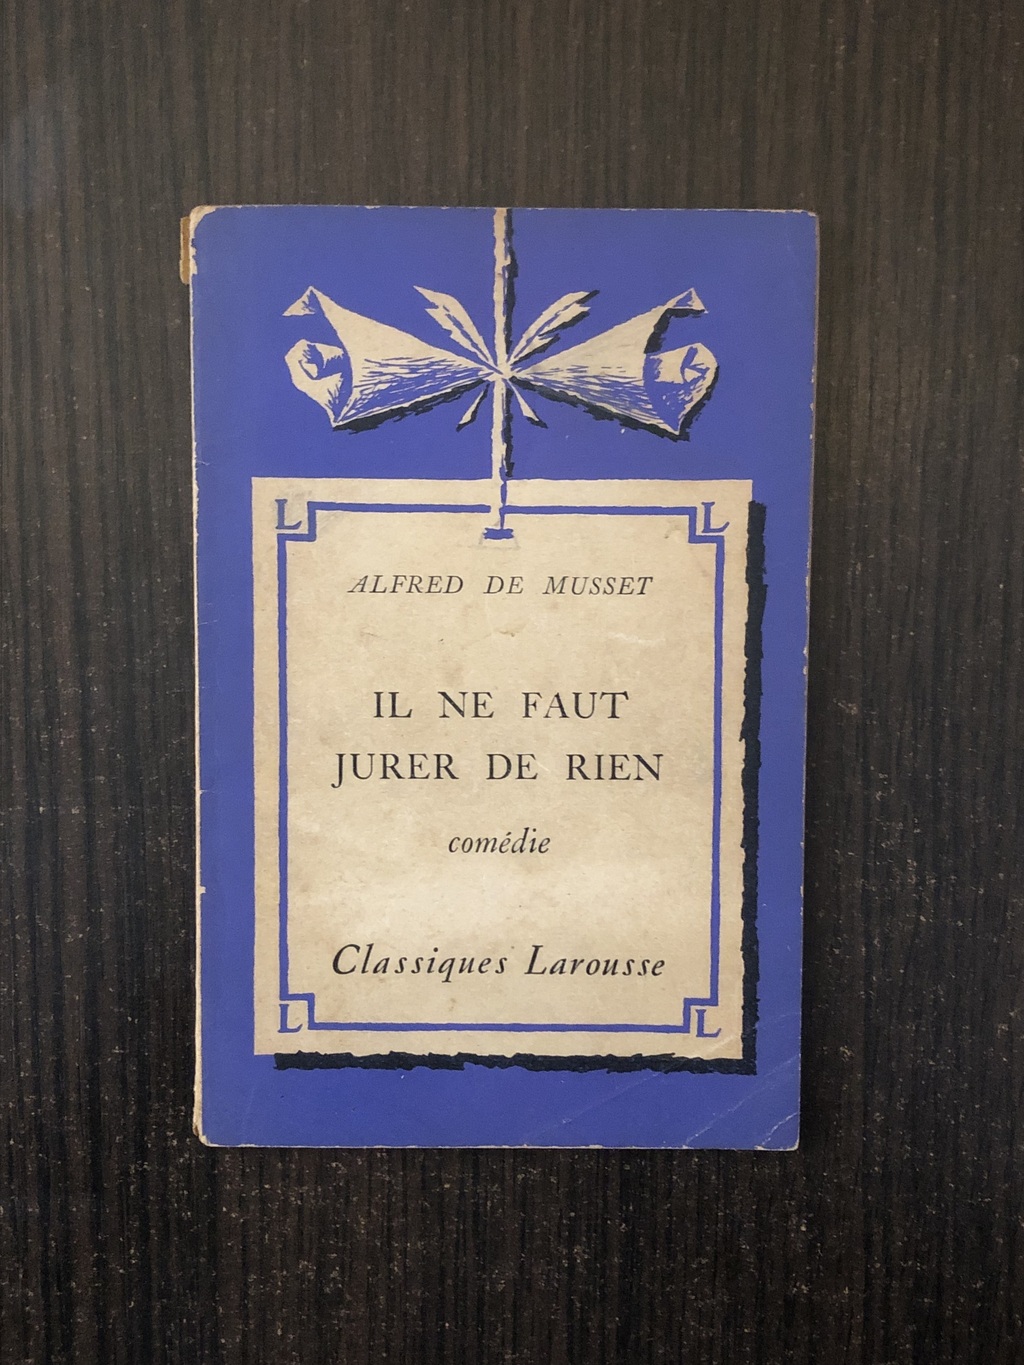 L L
ALFRED DE MUSSET
IL NE FAUT
JURER DE RIEN
comédie
Classiques Larousse
L L